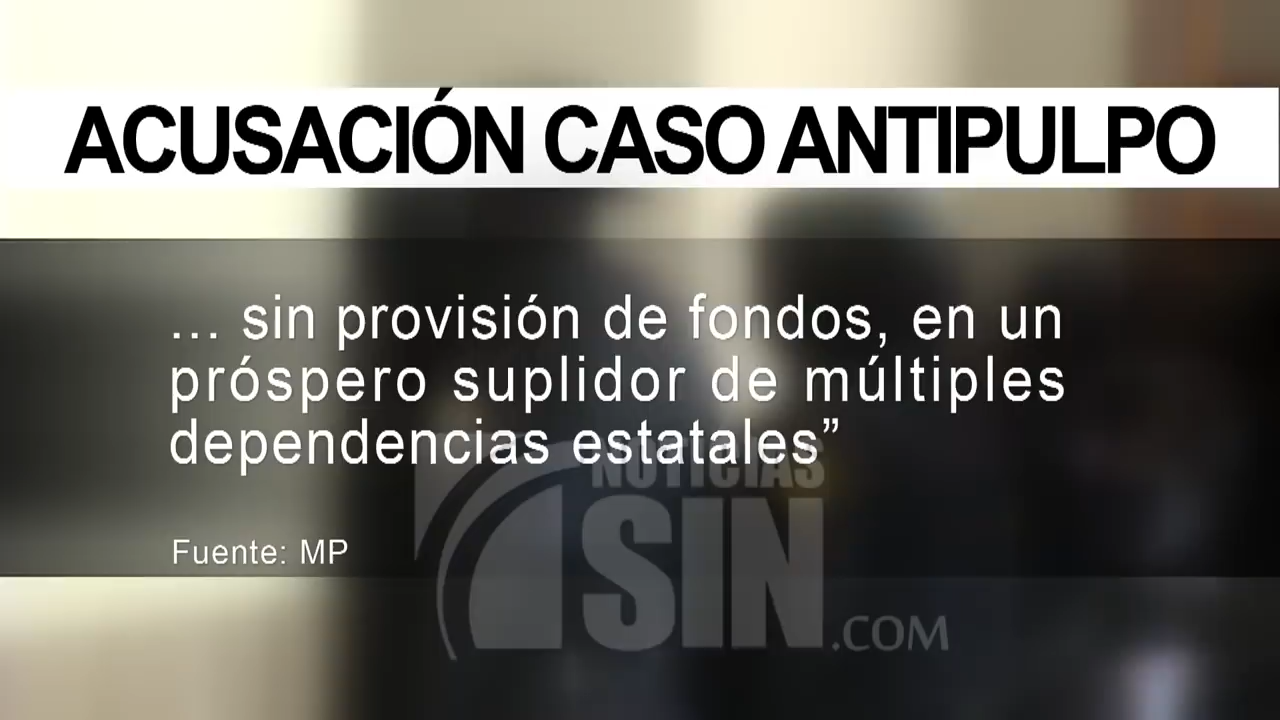 ACUSACIÓN CASO ANTIPULPO
... sin provisión de fondos, en un
próspero suplidor de múltiples
dependencias estatales”
NOTICIAS
SIN.COM
Fuente: MP